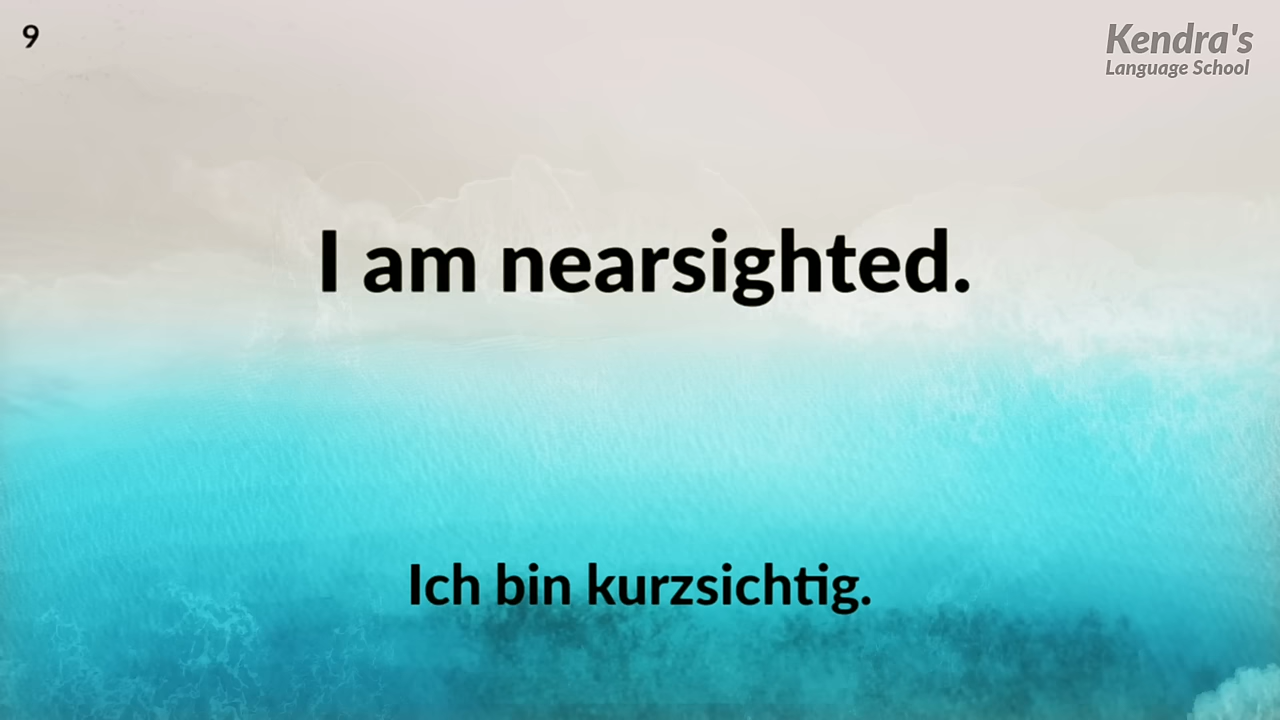 9
Kendra's
Language School
I am nearsighted.
Ich bin kurzsichtig.